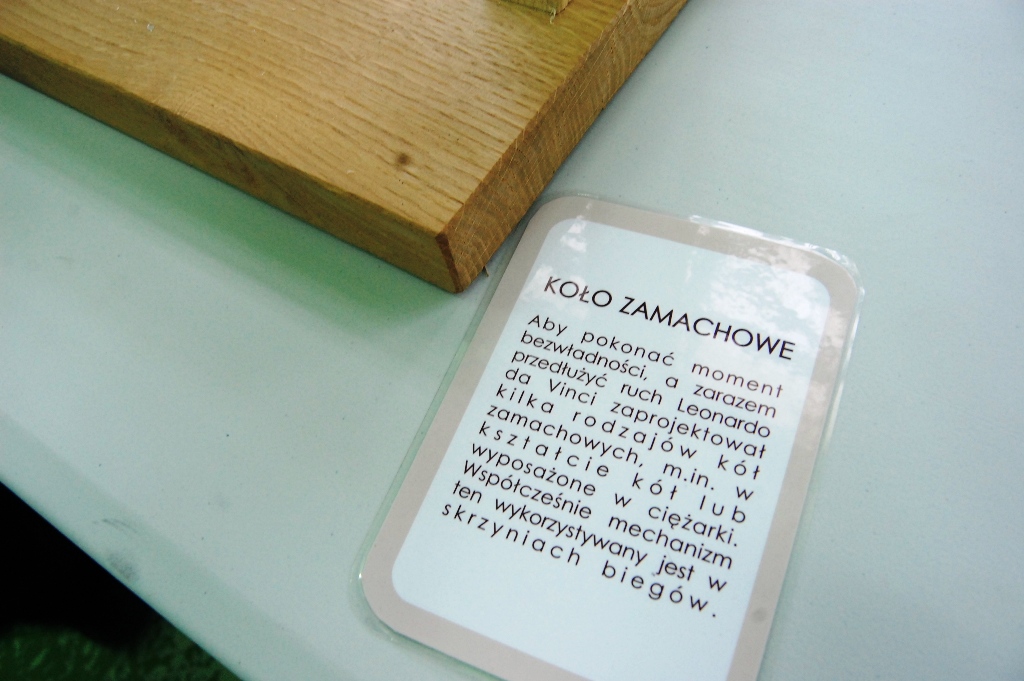 KOŁO ZAMACHOWE
Aby pokonać moment
bezwładności, a zarazem
przedłużyć ruch Leonardo
da Vinci zaprojektował
kilka rodzajów kół
zamachowych, m.in. w
kształcie kół lub
wyposażone w ciężarki.
Współcześnie mechanizm
ten wykorzystywany jest w
skrzyniach biegów.